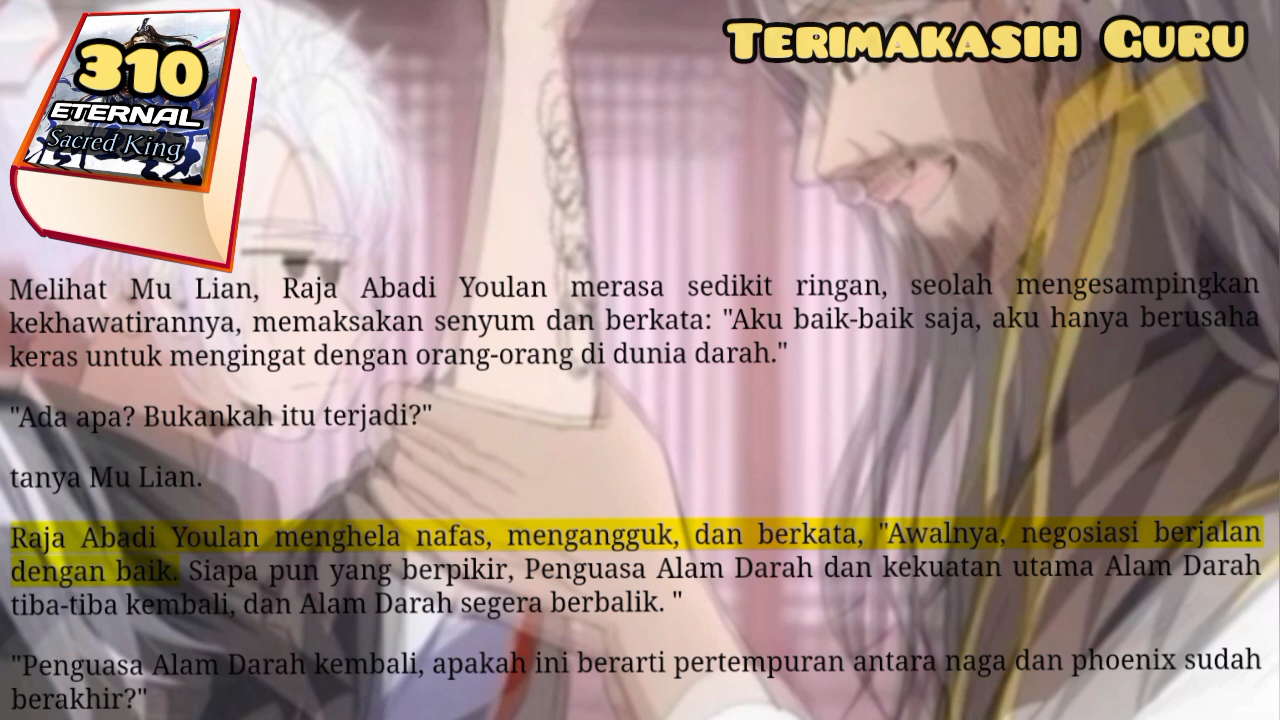 310
ETERNAL
Sacred King
TERIMAKASIH GURU
Melihat Mu Lian, Raja Abadi Youlan merasa sedikit ringan, seolah mengesampingkan
kekhawatirannya, memaksakan senyum dan berkata: "Aku baik-baik saja, aku hanya berusaha
keras untuk mengingat dengan orang-orang di dunia darah."
"Ada apa? Bukankah itu terjadi?"
tanya Mu Lian.
Raja Abadi Youlan menghela nafas, mengangguk, dan berkata, "Awalnya, negosiasi berjalan
dengan baik. Siapa pun yang berpikir, Penguasa Alam Darah dan kekuatan utama Alam Darah
tiba-tiba kembali, dan Alam Darah segera berbalik. "
"Penguasa Alam Darah kembali, apakah ini berarti pertempuran antara naga dan phoenix sudah
berakhir?"